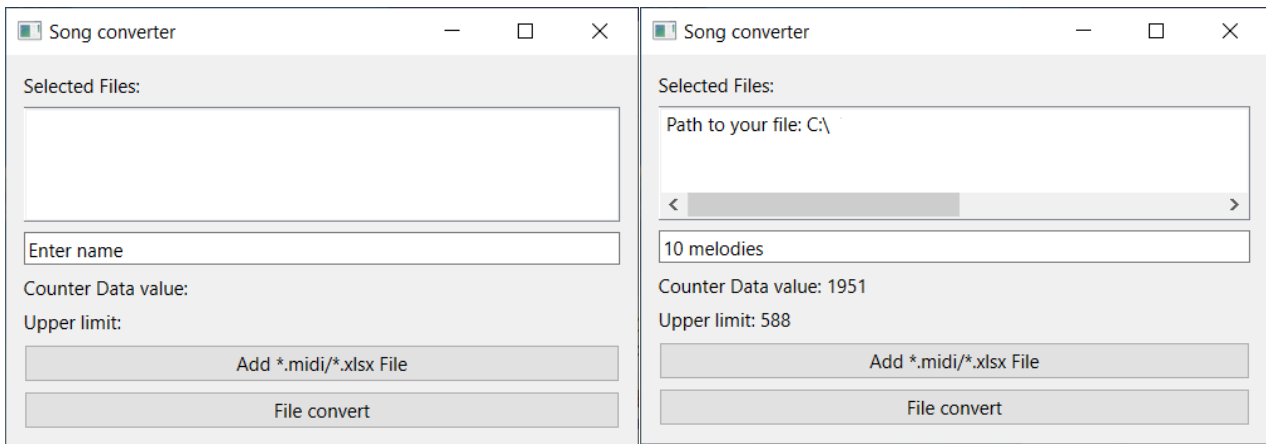 Song converter
Selected Files:
Enter name
Counter Data value:
Upper limit:
Add *.midi/*.xlsx File
File convert
Song converter
Selected Files:
Path to your file: C:\
10 melodies
Counter Data value: 1951
Upper limit: 588
Add *.midi/*.xlsx File
File convert